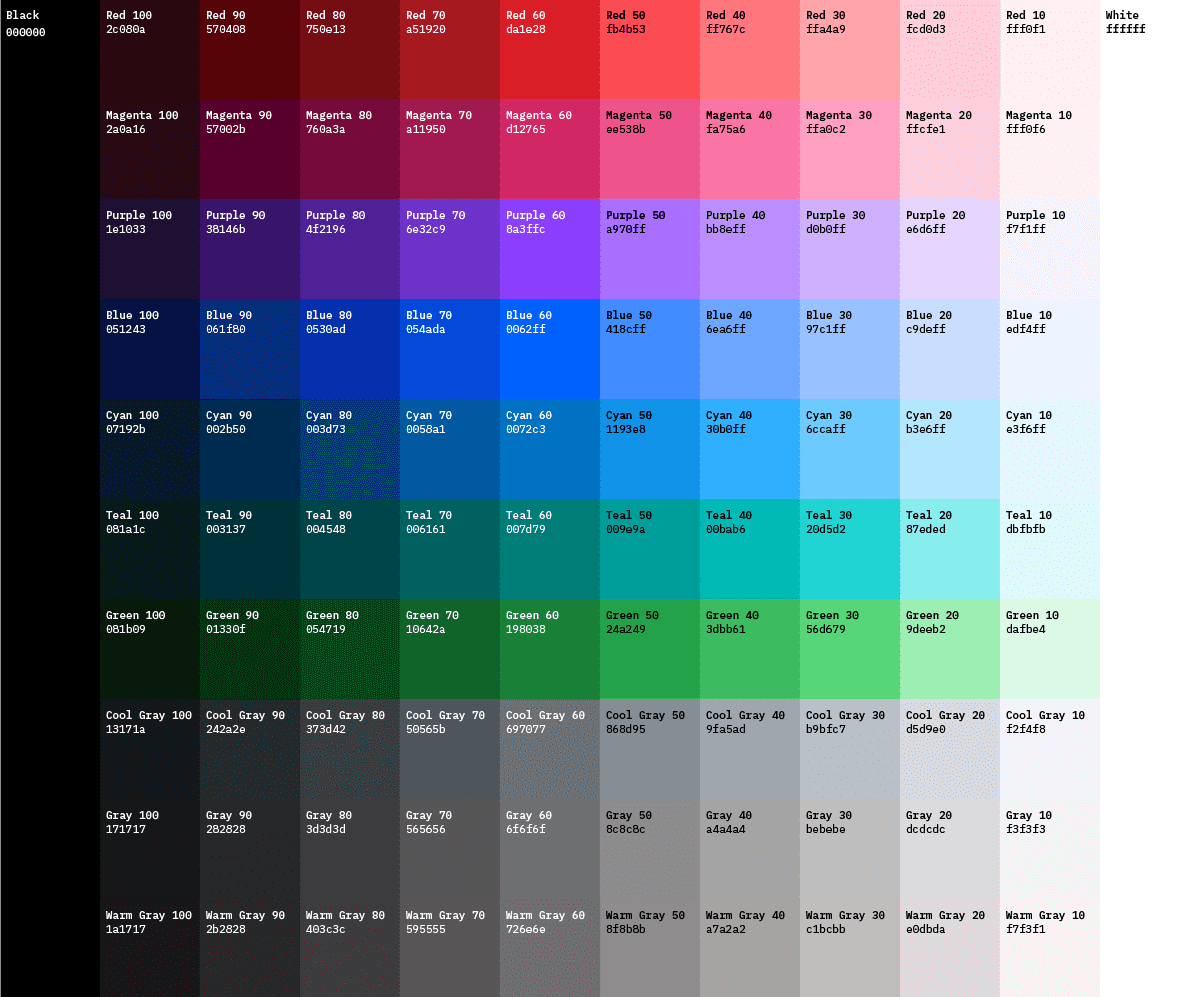 Black
000000
Red 100
2c080a
Red 90
570408
Red 80
750e13
Red 70
a51920
Red 60
da1e28
Red 50
fb4b53
Red 40
ff767c
Red 30
ffa4a9
Red 20
fcd0d3
Red 10
fff0f1
White
ffffff
Magenta 100
2a0a16
Magenta 90
57002b
Magenta 80
760a3a
Magenta 70
a11950
Magenta 60
d12765
Magenta 50
ee538b
Magenta 40
fa75a6
Magenta 30
ffa0c2
Magenta 20
ffcfe1
Magenta 10
fff0f6
Purple 100
1e1033
Purple 90
38146b
Purple 80
4f2196
Purple 70
6e32c9
Purple 60
8a3ffc
Purple 50
a970ff
Purple 40
bb8eff
Purple 30
d0b0ff
Purple 20
e6d6ff
Purple 10
f7f1ff
Blue 100
051243
Blue 90
061f80
Blue 80
0530ad
Blue 70
054ada
Blue 60
0062ff
Blue 50
418cff
Blue 40
6ea6ff
Blue 30
97c1ff
Blue 20
c9deff
Blue 10
edf4ff
Cyan 100
07192b
Cyan 90
002b50
Cyan 80
003d73
Cyan 70
0058a1
Cyan 60
0072c3
Cyan 50
1193e8
Cyan 40
30b0ff
Cyan 30
6ccaff
Cyan 20
b3e6ff
Cyan 10
e3f6ff
Teal 100
081a1c
Teal 90
003137
Teal 80
004548
Teal 70
006161
Teal 60
007d79
Teal 50
009e9a
Teal 40
00bab6
Teal 30
20d5d2
Teal 20
87eded
Teal 10
dbfbfb
Green 100
081b09
Green 90
01330f
Green 80
054719
Green 70
10642a
Green 60
198038
Green 50
24a249
Green 40
3dbb61
Green 30
56d679
Green 20
9deeb2
Green 10
dafbe4
Cool Gray 100
13171a
Cool Gray 90
242a2e
Cool Gray 80
373d42
Cool Gray 70
50565b
Cool Gray 60
697077
Cool Gray 50
868d95
Cool Gray 40
9fa5ad
Cool Gray 30
b9bfc7
Cool Gray 20
d5d9e0
Cool Gray 10
f2f4f8
Gray 100
171717
Gray 90
282828
Gray 80
3d3d3d
Gray 70
565656
Gray 60
6f6f6f
Gray 50
8c8c8c
Gray 40
a4a4a4
Gray 30
bebebe
Gray 20
dcdcdc
Gray 10
f3f3f3
Warm Gray 100
1a1717
Warm Gray 90
2b2828
Warm Gray 80
403c3c
Warm Gray 70
595555
Warm Gray 60
726e6e
Warm Gray 50
8f8b8b
Warm Gray 40
a7a2a2
Warm Gray 30
c1bcbb
Warm Gray 20
e0dbda
Warm Gray 10
f7f3f1